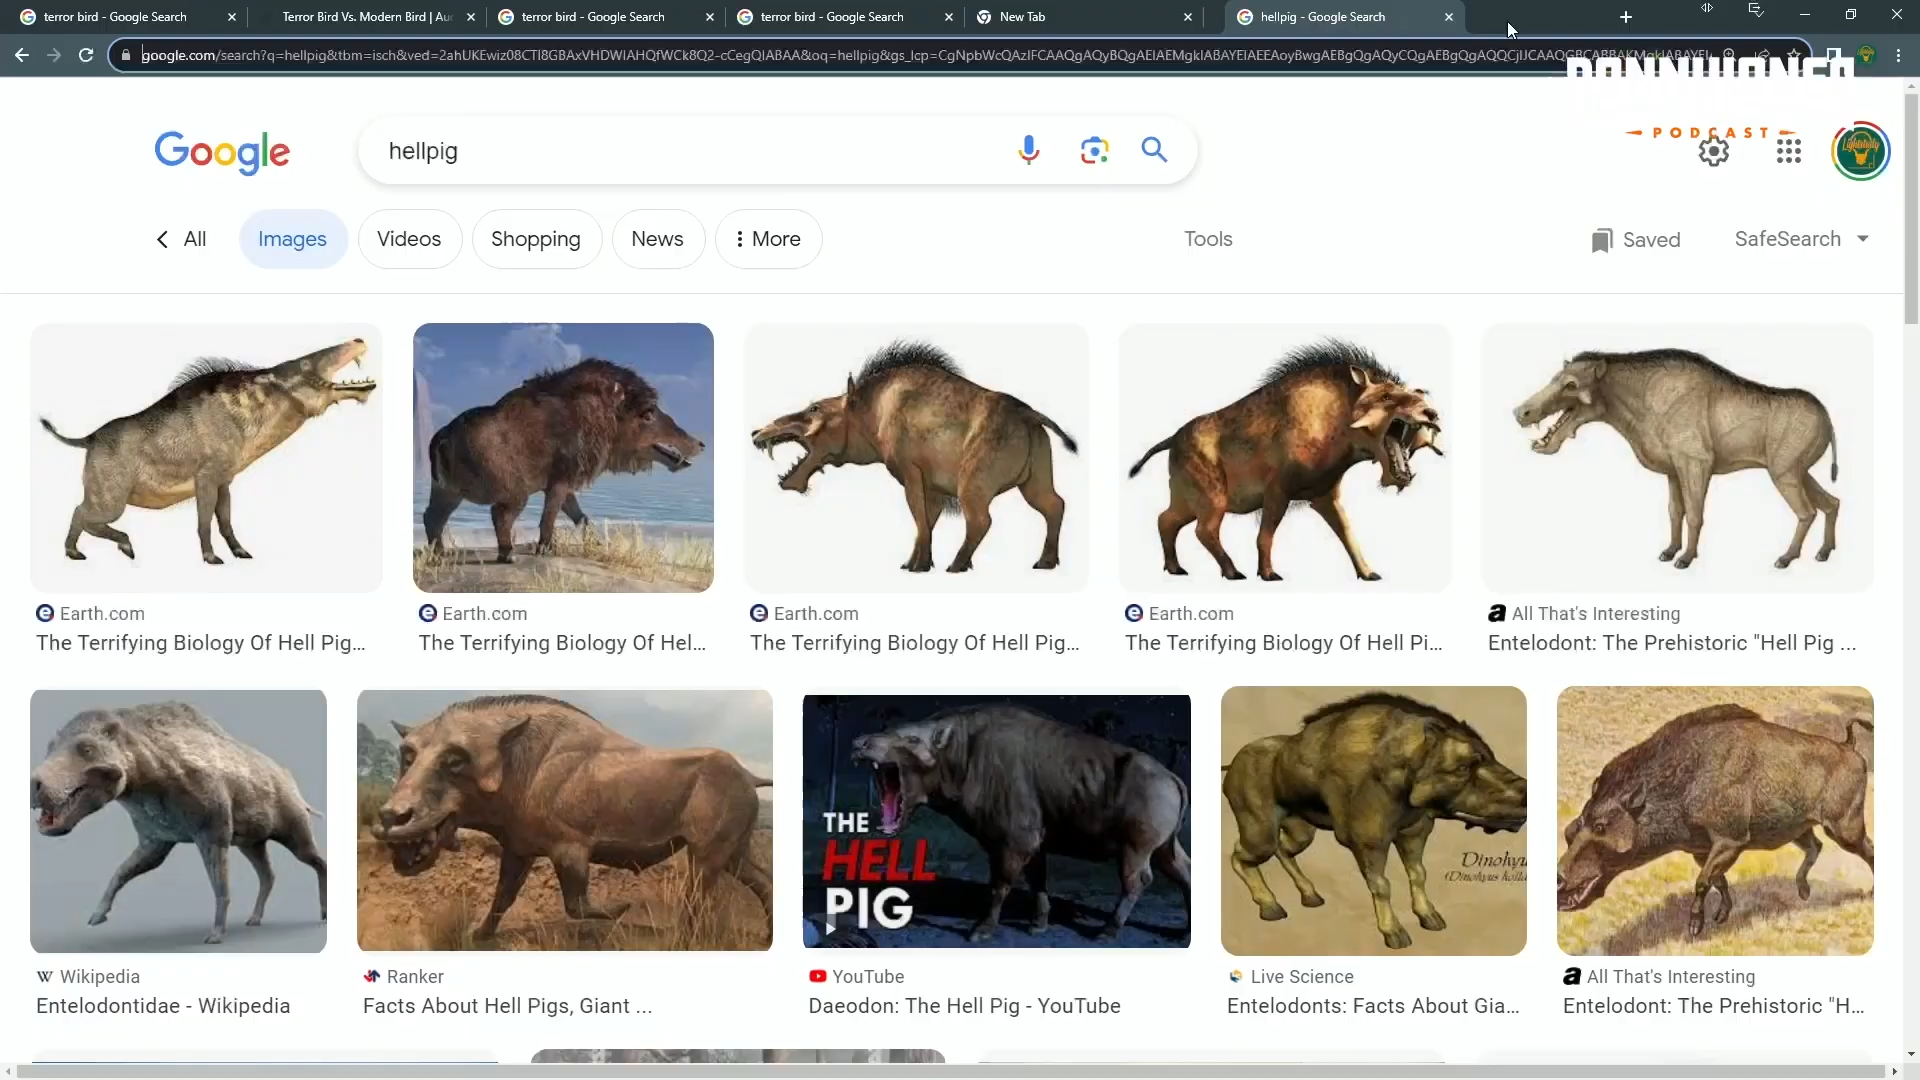 terror bird - Google Search
Terror Bird Vs. Modern Bird | Au
terror bird - Google Search
terror bird - Google Search
New Tab
hellpig - Google Search
PODCAST
Google
hellpig
All
Images
Videos
Shopping
News
More
Tools
Saved
SafeSearch
Earth.com
The Terrifying Biology Of Hell Pig...
Earth.com
The Terrifying Biology Of Hel...
Earth.com
The Terrifying Biology Of Hell Pig...
Earth.com
The Terrifying Biology Of Hell Pi...
All That's Interesting
Entelodont: The Prehistoric "Hell Pig ...
THE
HELL
PIG
Wikipedia
Entelodontidae - Wikipedia
Ranker
Facts About Hell Pigs, Giant ...
YouTube
Daeodon: The Hell Pig - YouTube
Live Science
Entelodonts: Facts About Gia...
All That's Interesting
Entelodont: The Prehistoric "H...